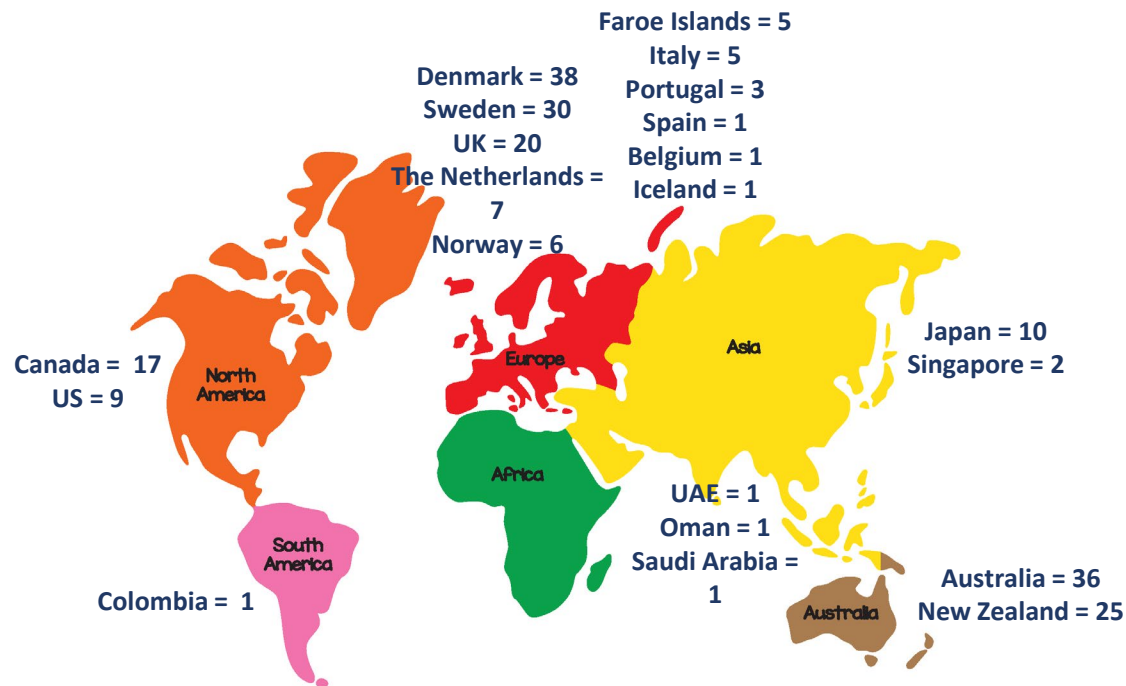 Faroe Islands = 5
Italy = 5
Portugal = 3
Spain = 1
Belgium = 1
Iceland = 1
Denmark = 38
Sweden = 30
UK = 20
The Netherlands =
7
Norway = 6
Canada = 17
US = 9
North
America
Europe
Asia
Japan = 10
Singapore = 2
Africa
UAE = 1
Oman = 1
Saudi Arabia =
1
South
America
Colombia = 1
Australia
Australia = 36
New Zealand = 25